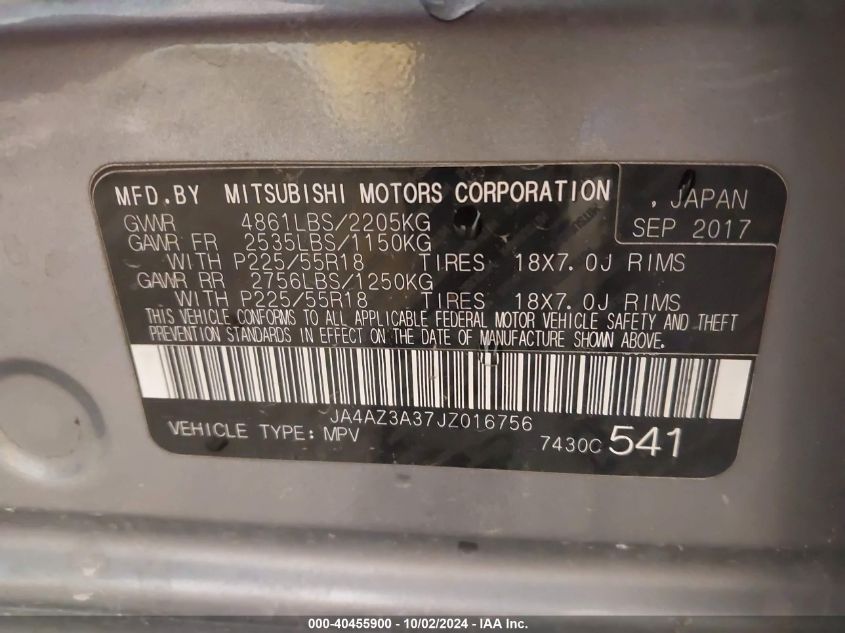 MFD.BY MITSUBISHI MOTORS CORPORATION , JAPAN
SEP 2017
GVWR 4861LBS/2205KG
GAWR FR 2535LBS/1150KG
WITH P225/55R18 TIRES 18X7.0J RIMS
GAWR RR 2756LBS/1250KG
WITH P225/55R18 TIRES 18X7.0J RIMS
THIS VEHICLE CONFORMS TO ALL APPLICABLE FEDERAL MOTOR VEHICLE SAFETY AND THEFT
PREVENTION STANDARDS IN EFFECT ON THE DATE OF MANUFACTURE SHOWN ABOVE.
JA4AZ3A37JZ016756
VEHICLE TYPE: MPV
7430C 541
000-40455900 - 10/02/2024 - IAA Inc.